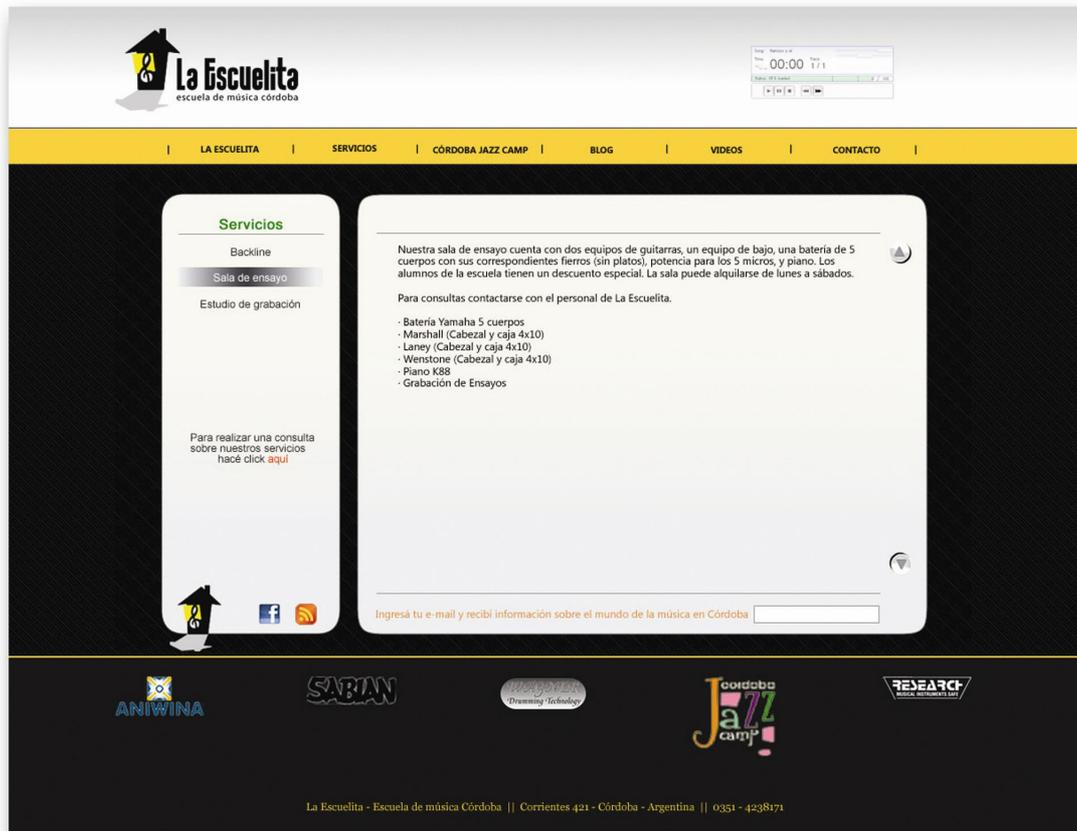 La Escuelita
escuela de música córdoba
00:00
1 / 1
LA ESCUELITA | SERVICIOS | CÓRDOBA JAZZ CAMP | BLOG | VIDEOS | CONTACTO
Servicios
Backline
Sala de ensayo
Estudio de grabación
Para realizar una consulta
sobre nuestros servicios
hacé click aquí
Nuestra sala de ensayo cuenta con dos equipos de guitarras, un equipo de bajo, una batería de 5
cuerpos con sus correspondientes fierros (sin platos), potencia para los 5 micros, y piano. Los
alumnos de la escuela tienen un descuento especial. La sala puede alquilarse de lunes a sábados.
Para consultas contactarse con el personal de La Escuelita.
· Batería Yamaha 5 cuerpos
· Marshall (Cabezal y caja 4x10)
· Laney (Cabezal y caja 4x10)
· Wenstone (Cabezal y caja 4x10)
· Piano K88
· Grabación de Ensayos
Ingresá tu e-mail y recibí información sobre el mundo de la música en Córdoba
ANIWINA
SABIAN
Drumming Technology
cordoba
Jazz
camp
RESEARCH
MUSICAL INSTRUMENTS SAFE
La Escuelita - Escuela de música Córdoba || Corrientes 421 - Córdoba - Argentina || 0351 - 4238171